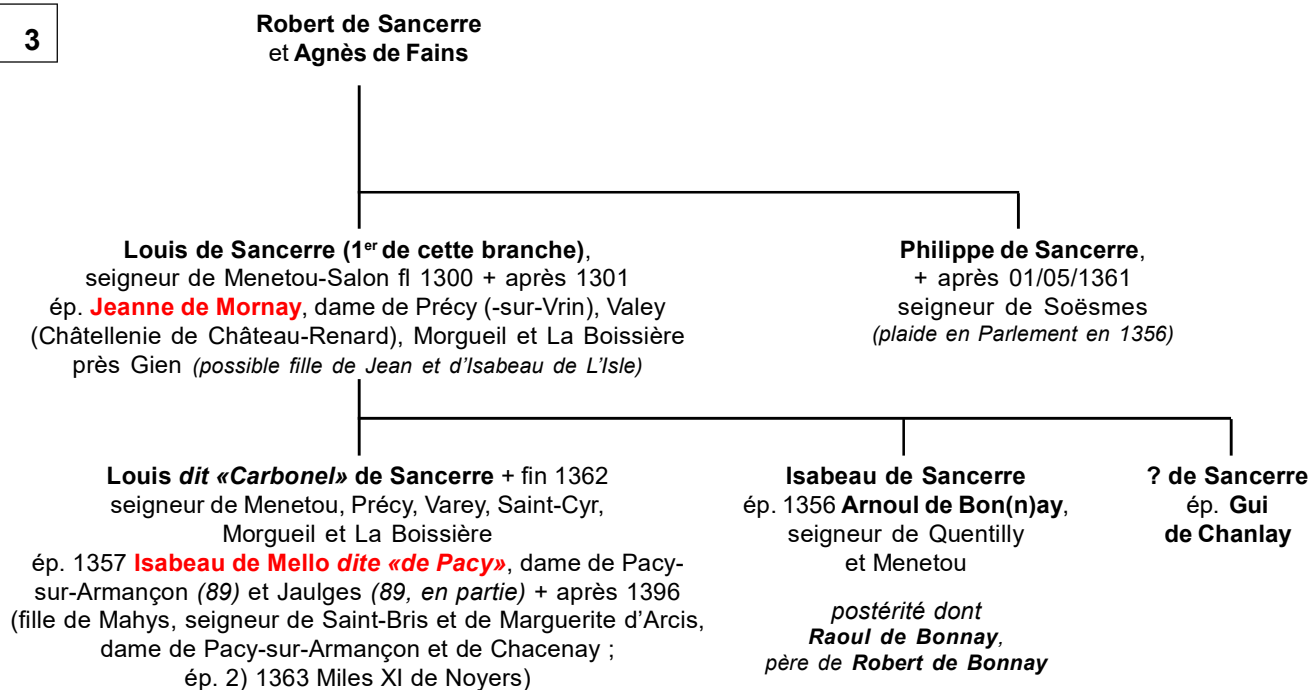 3
Robert de Sancerre
et Agnès de Fains
Louis de Sancerre (1er de cette branche),
seigneur de Menetou-Salon fl 1300 + après 1301
ép. Jeanne de Mornay, dame de Précy (-sur-Vrin), Valey
(Châtellenie de Château-Renard), Morgueil et La Boissière
près Gien (possible fille de Jean et d'Isabeau de L'Isle)
Philippe de Sancerre,
+ après 01/05/1361
seigneur de Soësmes
(plaide en Parlement en 1356)
Louis dit «Carbonel» de Sancerre + fin 1362
seigneur de Menetou, Précy, Varey, Saint-Cyr,
Morgueil et La Boissière
ép. 1357 Isabeau de Mello dite «de Pacy», dame de Pacy-
sur-Armançon (89) et Jaulges (89, en partie) + après 1396
(fille de Mahys, seigneur de Saint-Bris et de Marguerite d'Arcis,
dame de Pacy-sur-Armançon et de Chacenay ;
ép. 2) 1363 Miles XI de Noyers)
Isabeau de Sancerre
ép. 1356 Arnoul de Bon(n)ay,
seigneur de Quentilly
et Menetou
postérité dont
Raoul de Bonnay,
père de Robert de Bonnay
? de Sancerre
ép. Gui
de Chanlay